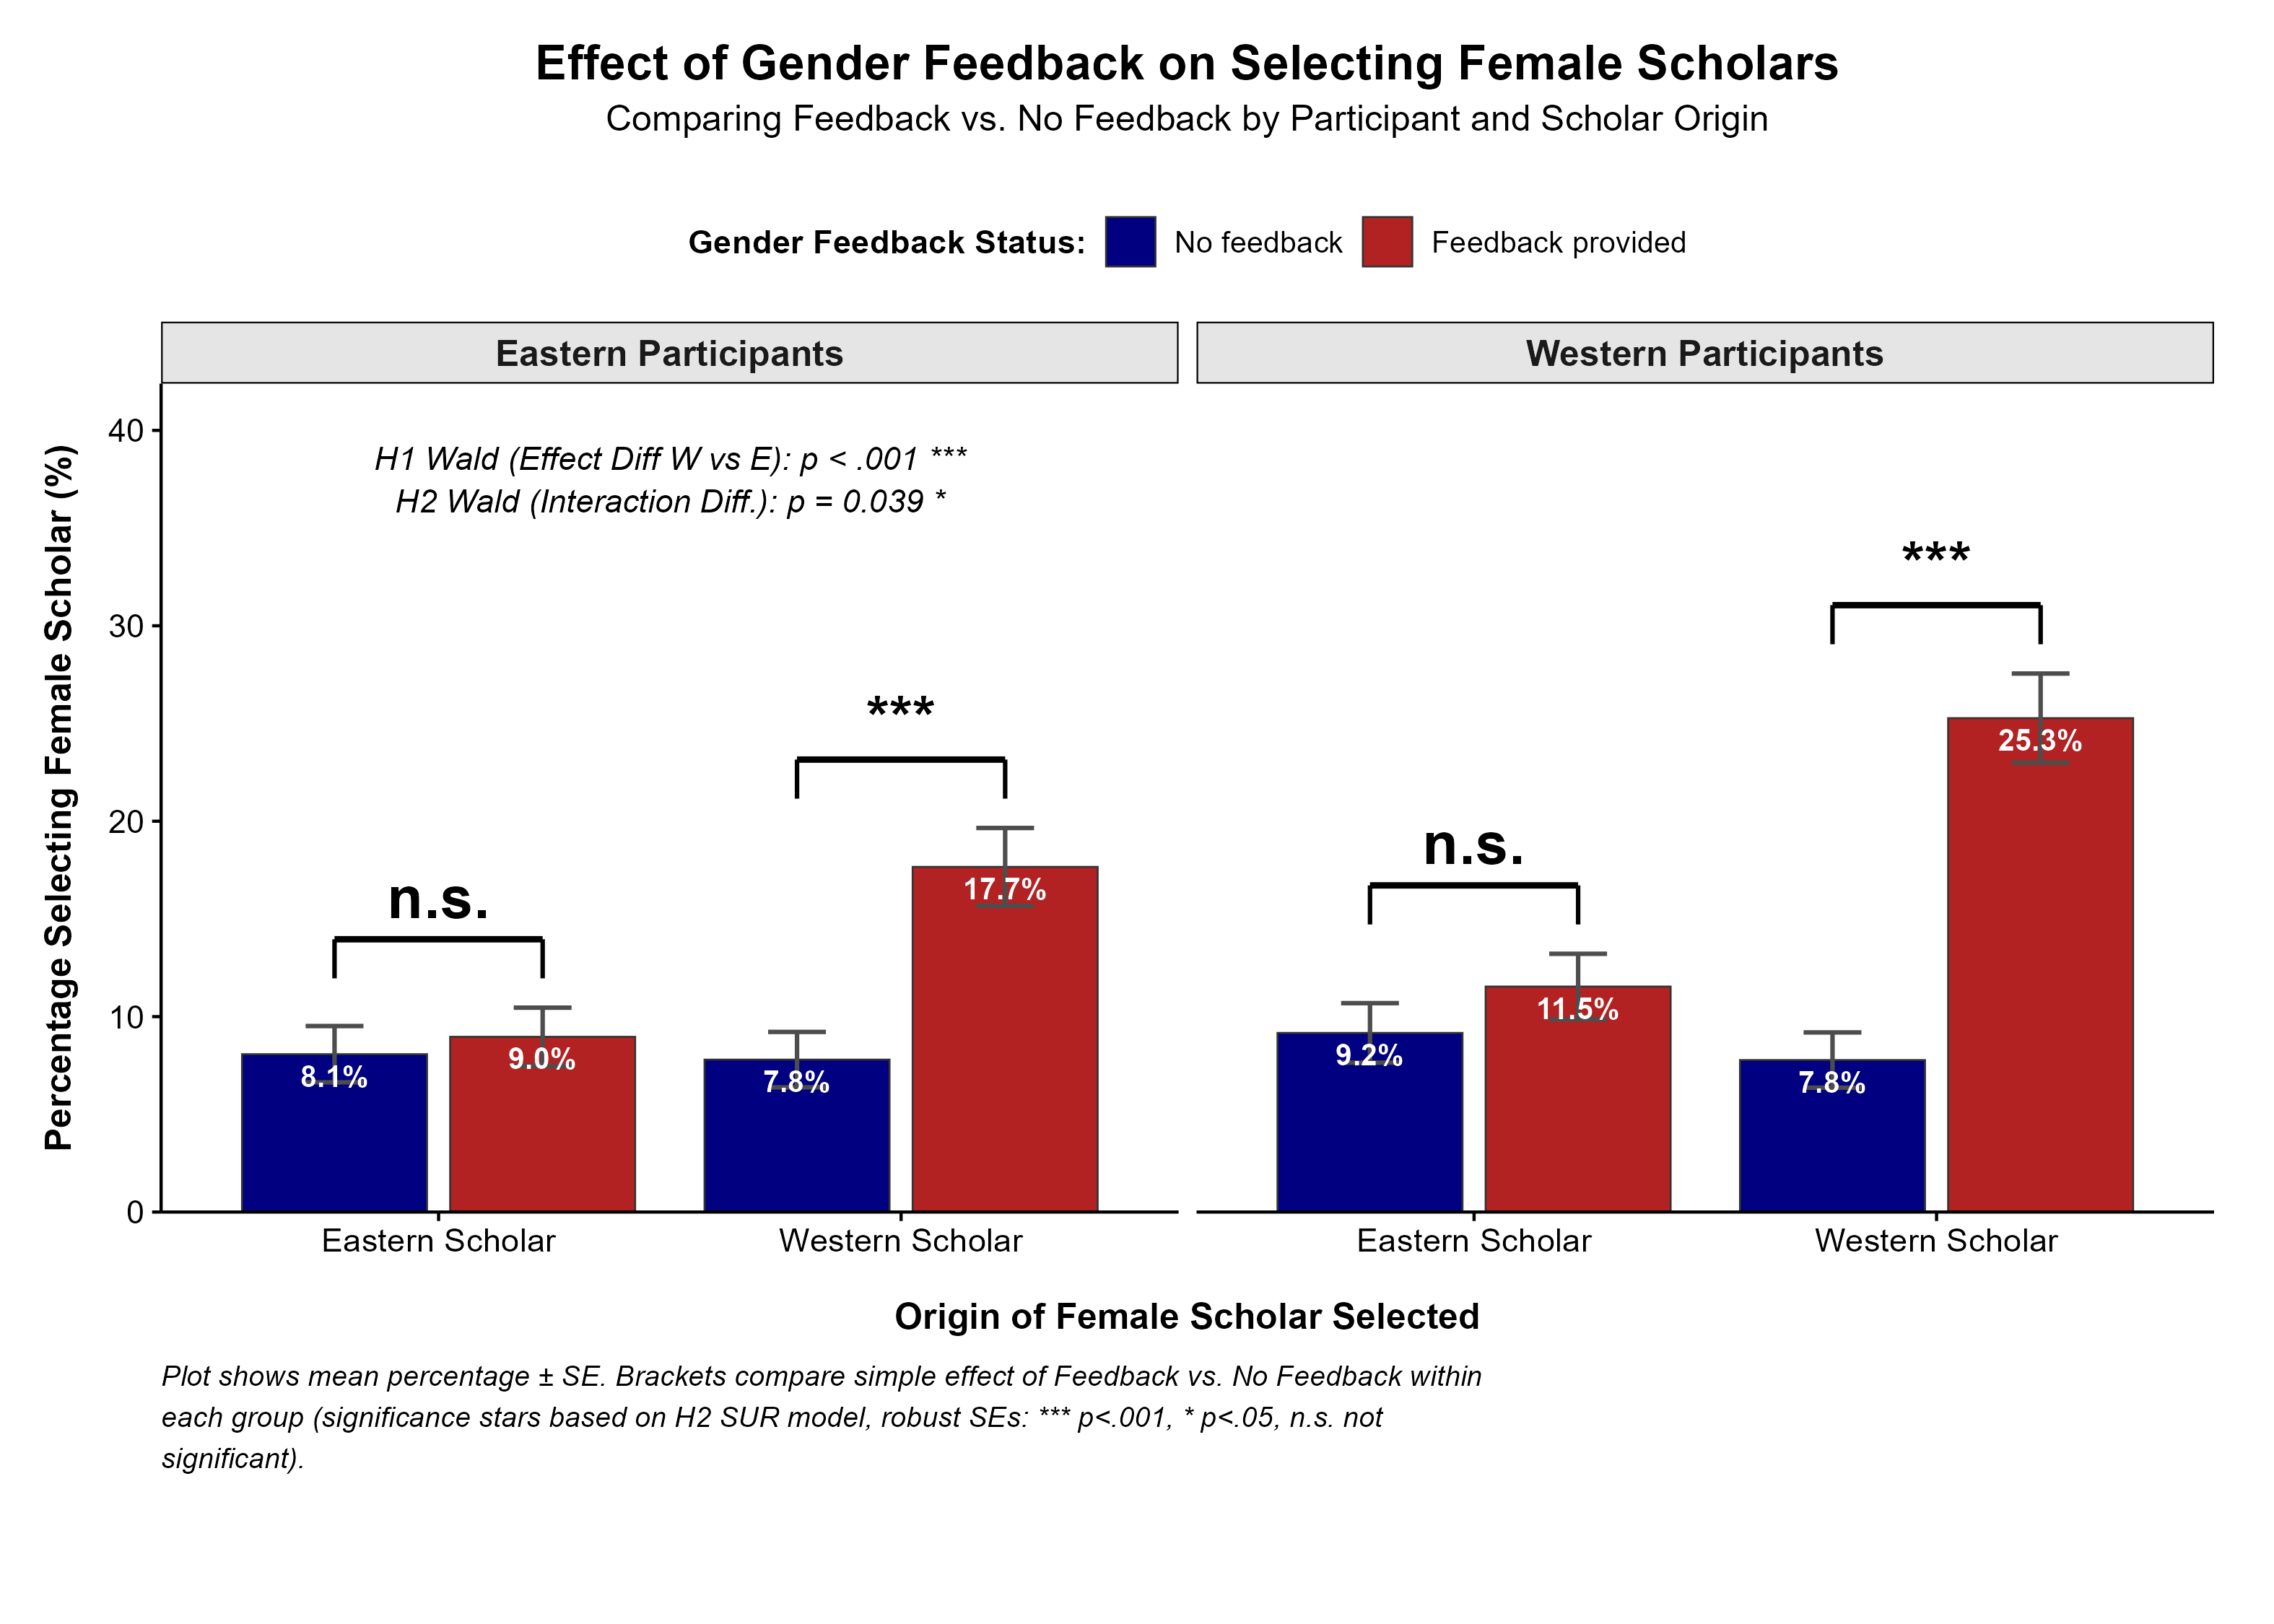 Effect of Gender Feedback on Selecting Female Scholars
Comparing Feedback vs. No Feedback by Participant and Scholar Origin
Gender Feedback Status: No feedback Feedback provided
Eastern Participants
Western Participants
Percentage Selecting Female Scholar (%)
40
30
20
10
0
H1 Wald (Effect Diff W vs E): p < .001 ***
H2 Wald (Interaction Diff.): p = 0.039 *
n.s.
***
n.s.
***
8.1%
9.0%
7.8%
17.7%
9.2%
11.5%
7.8%
25.3%
Eastern Scholar
Western Scholar
Eastern Scholar
Western Scholar
Origin of Female Scholar Selected
Plot shows mean percentage ± SE. Brackets compare simple effect of Feedback vs. No Feedback within
each group (significance stars based on H2 SUR model, robust SEs: *** p<.001, * p<.05, n.s. not
significant).